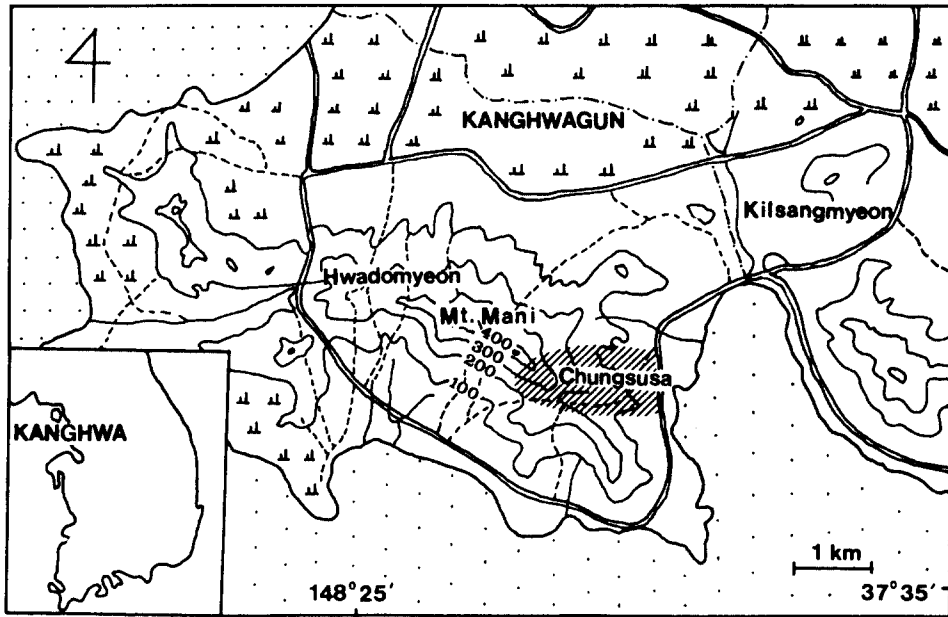 4
KANGHWAGUN
Kilsangmyeon
Hwadomyeon
Mt. Mani
400
300
200
100
Chungsusa
KANGHWA
1 km
148°25′
37°35′